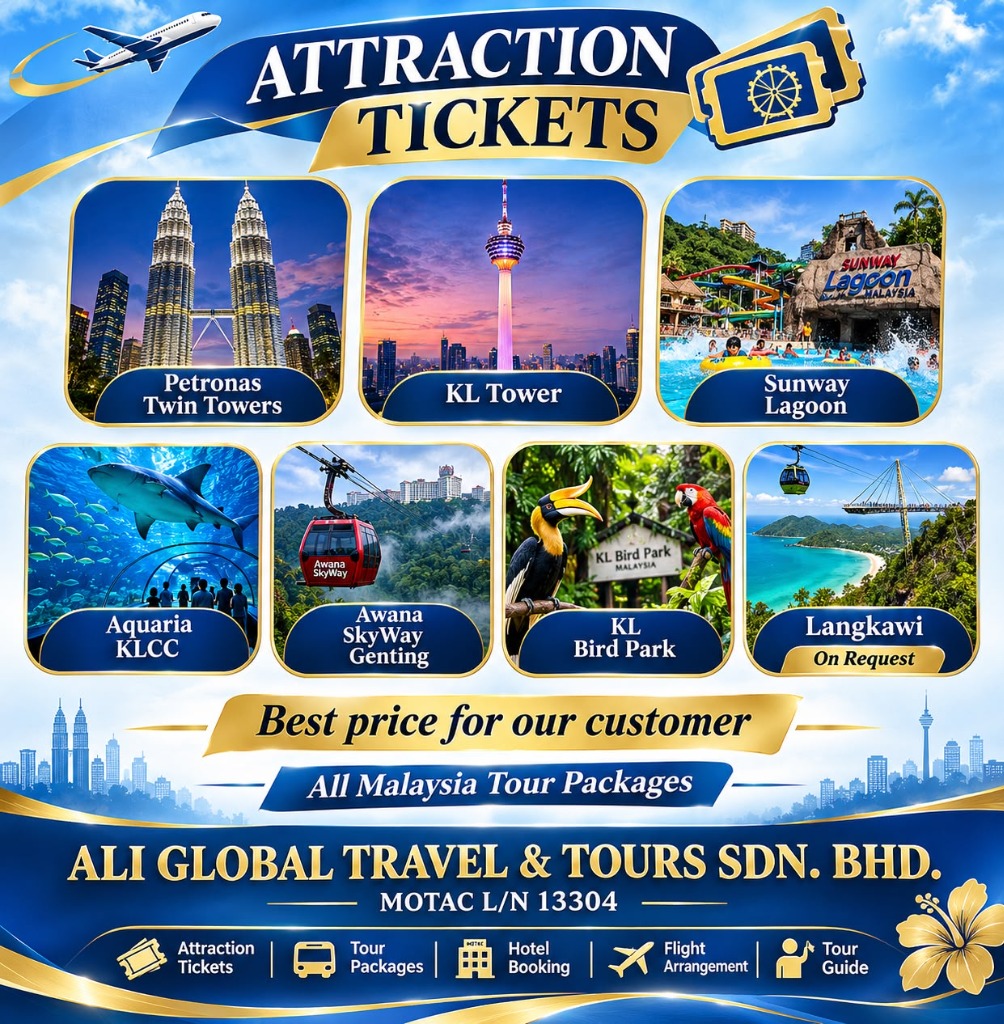 ATTRACTION
TICKETS
SUNWAY
Lagoon
MALAYSIA
Petronas
Twin Towers
KL Tower
Sunway
Lagoon
Awana
SkyWay
KL Bird Park
MALAYSIA
Aquaria
KLCC
Awana
SkyWay
Genting
KL
Bird Park
Langkawi
On Request
Best price for our customer
All Malaysia Tour Packages
ALI GLOBAL TRAVEL & TOURS SDN. BHD.
MOTAC L/N 13304
Attraction
Tickets
Tour
Packages
MOTAC
Hotel
Booking
Flight
Arrangement
Tour
Guide